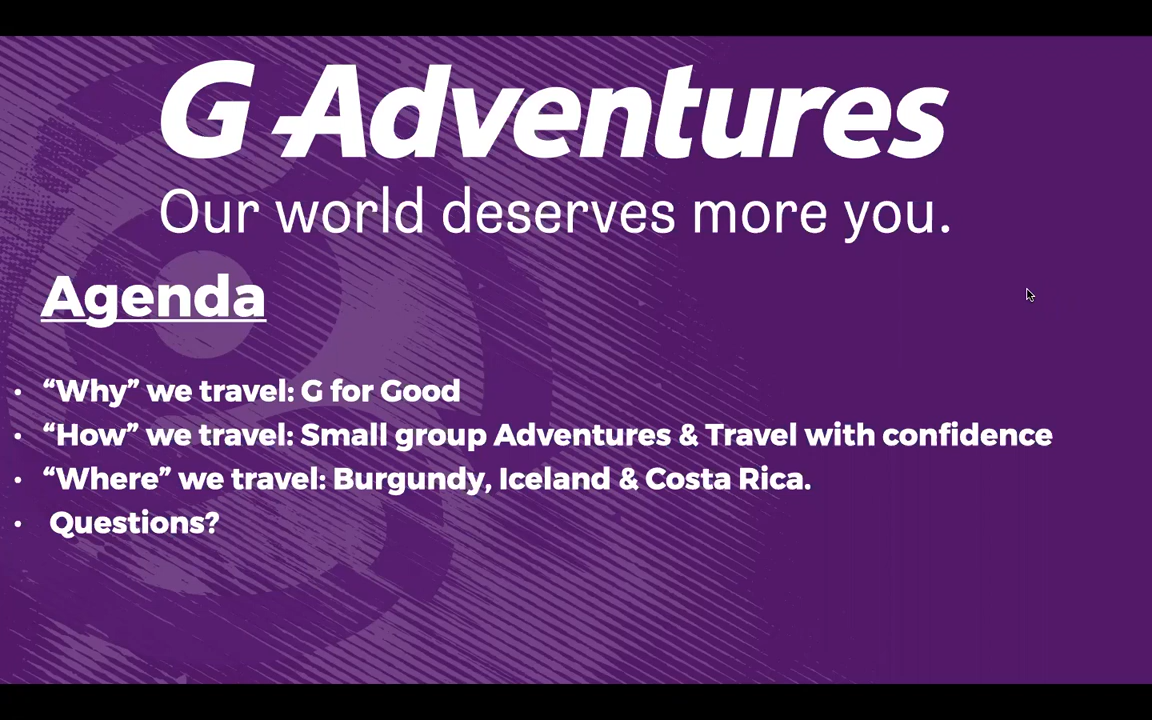 G Adventures
Our world deserves more you.
Agenda
• “Why” we travel: G for Good
• “How” we travel: Small group Adventures & Travel with confidence
• “Where” we travel: Burgundy, Iceland & Costa Rica.
• Questions?